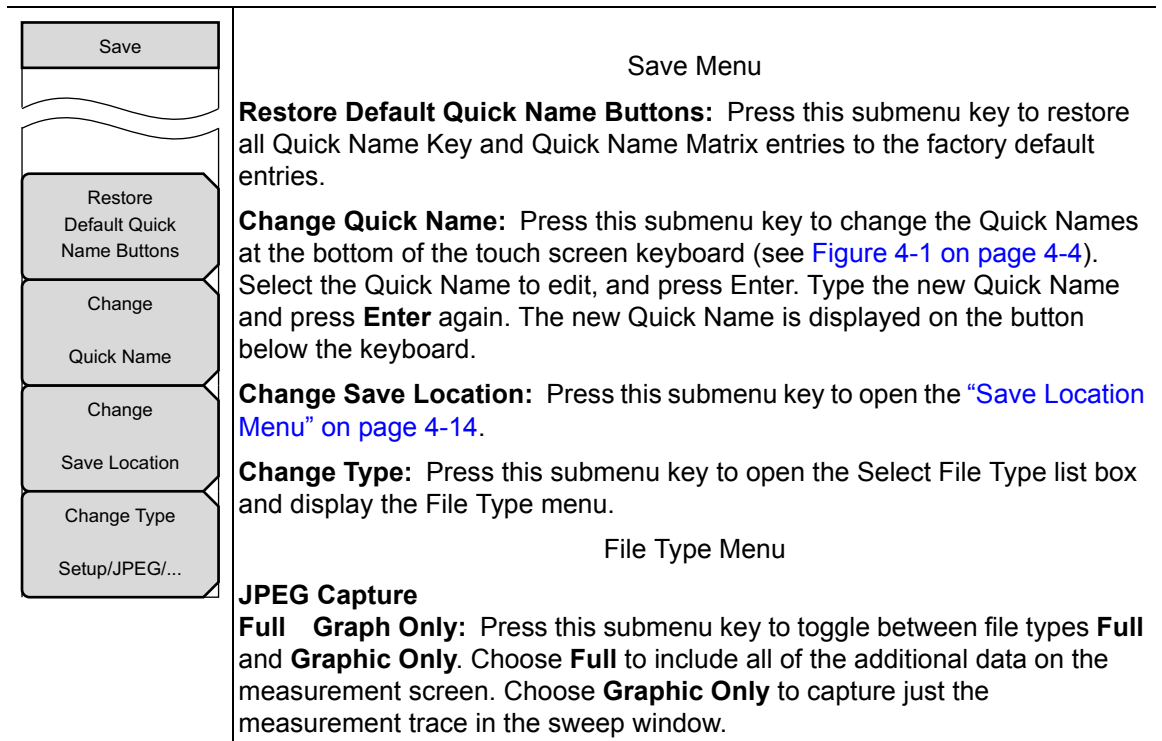 Save
Restore
Default Quick
Name Buttons
Change
Quick Name
Change
Save Location
Change Type
Setup/JPEG/...
Save Menu
Restore Default Quick Name Buttons: Press this submenu key to restore
all Quick Name Key and Quick Name Matrix entries to the factory default
entries.
Change Quick Name: Press this submenu key to change the Quick Names
at the bottom of the touch screen keyboard (see Figure 4-1 on page 4-4).
Select the Quick Name to edit, and press Enter. Type the new Quick Name
and press Enter again. The new Quick Name is displayed on the button
below the keyboard.
Change Save Location: Press this submenu key to open the “Save Location
Menu” on page 4-14.
Change Type: Press this submenu key to open the Select File Type list box
and display the File Type menu.
File Type Menu
JPEG Capture
Full Graph Only: Press this submenu key to toggle between file types Full
and Graphic Only. Choose Full to include all of the additional data on the
measurement screen. Choose Graphic Only to capture just the
measurement trace in the sweep window.